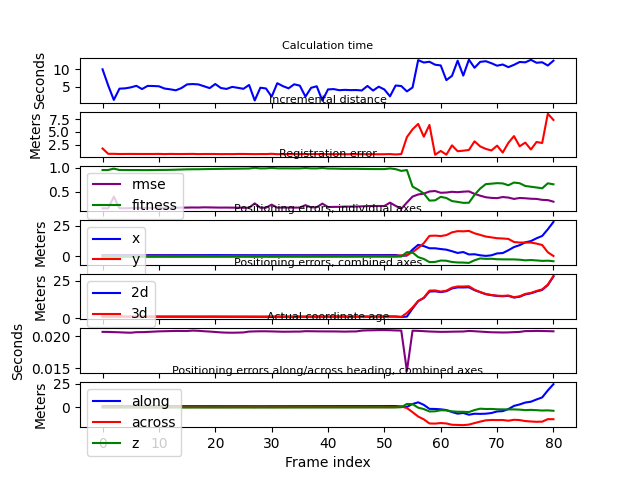 Calculation time
Seconds
10
5
Incremental distance
Meters
7.5
5.0
2.5
Registration error
1.0
0.5
rmse
fitness
Positioning errors, individual axes
Meters
25
0
x
y
Positioning errors, combined axes
Meters
25
0
2d
3d
Actual coordinate age
Seconds
0.020
0.015
Positioning errors along/across heading, combined axes
Meters
25
0
along
across
z
0 10 20 30 40 50 60 70 80
Frame index